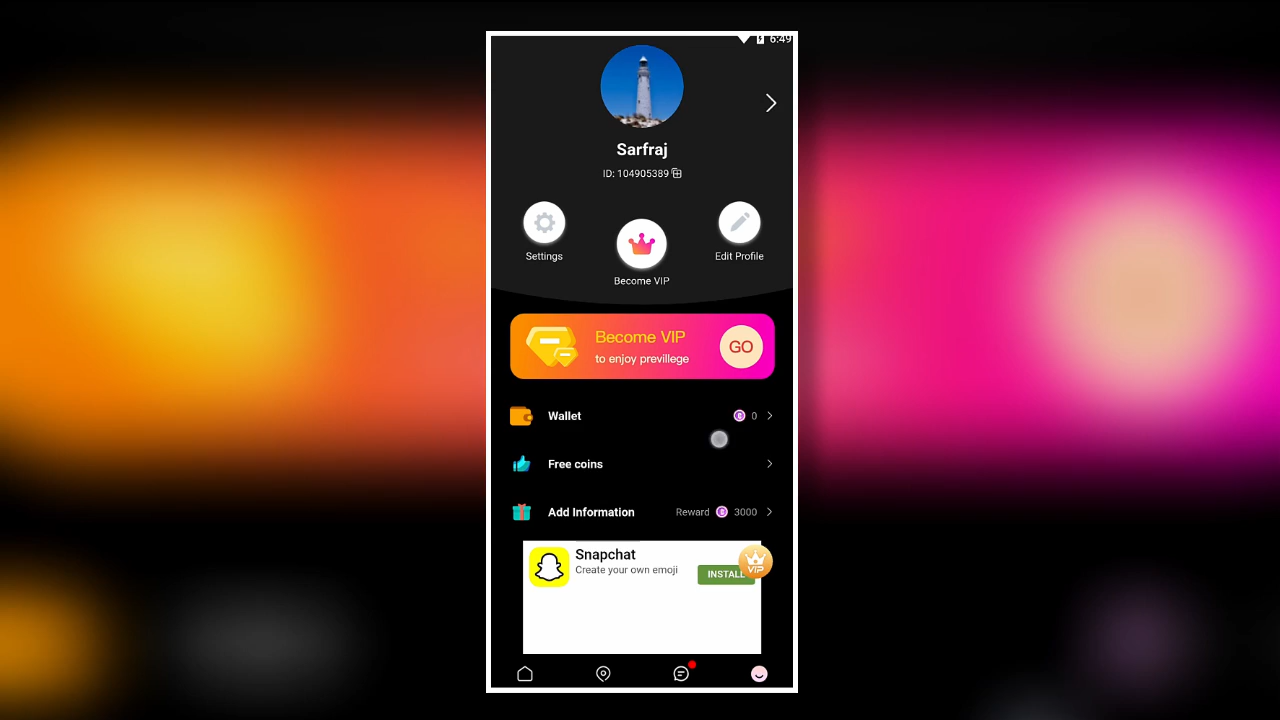 6:49
Sarfraj
ID: 104905389
Settings
Become VIP
Edit Profile
Become VIP
to enjoy previllege
GO
Wallet
0
Free coins
Add Information
Reward
3000
Snapchat
Create your own emoji
INSTALL
VIP